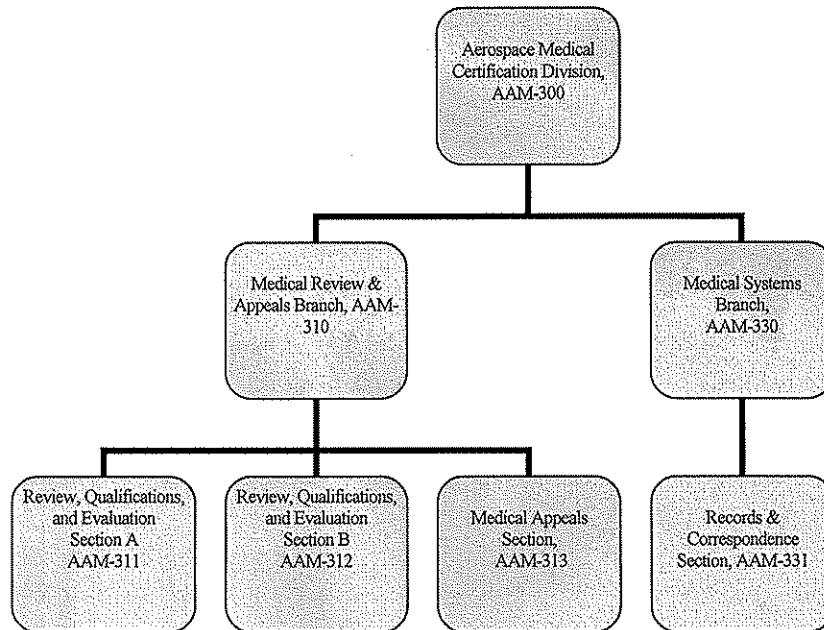 Aerospace Medical
Certification Division,
AAM-300
Medical Review &
Appeals Branch, AAM-
310
Medical Systems
Branch,
AAM-330
Review, Qualifications,
and Evaluation
Section A
AAM-311
Review, Qualifications,
and Evaluation
Section B
AAM-312
Medical Appeals
Section,
AAM-313
Records &
Correspondence
Section, AAM-331